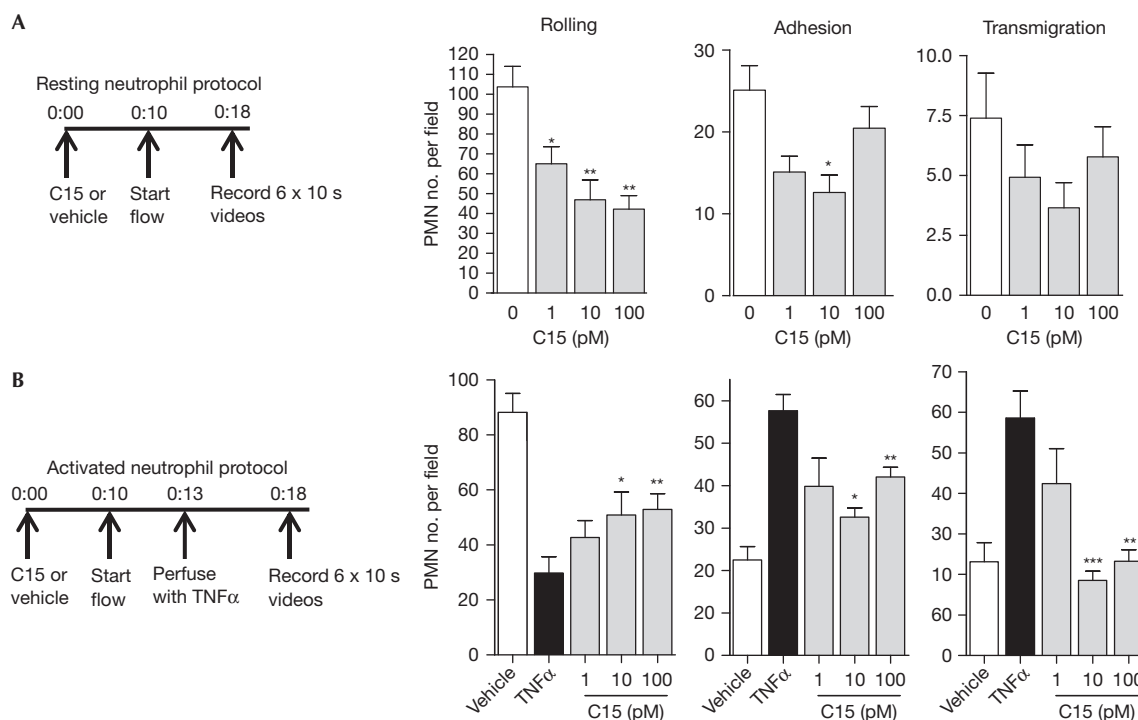 A
Resting neutrophil protocol
0:00 0:10 0:18
C15 or vehicle
Start flow
Record 6 x 10 s videos
Rolling
PMN no. per field
120
110
100
90
80
70
60
50
40
30
20
10
0
* ** **
0 1 10 100
C15 (pM)
Adhesion
30
20
10
0
*
0 1 10 100
C15 (pM)
Transmigration
10.0
7.5
5.0
2.5
0.0
0 1 10 100
C15 (pM)
B
Activated neutrophil protocol
0:00 0:10 0:13 0:18
C15 or vehicle
Start flow
Perfuse with TNFα
Record 6 x 10 s videos
PMN no. per field
100
80
60
40
20
0
* **
Vehicle TNFα 1 10 100
C15 (pM)
60
50
40
30
20
20
0
* **
Vehicle TNFα 1 10 100
C15 (pM)
70
60
50
40
30
10
60
0
*** **
Vehicle TNFα 1 10 100
C15 (pM)